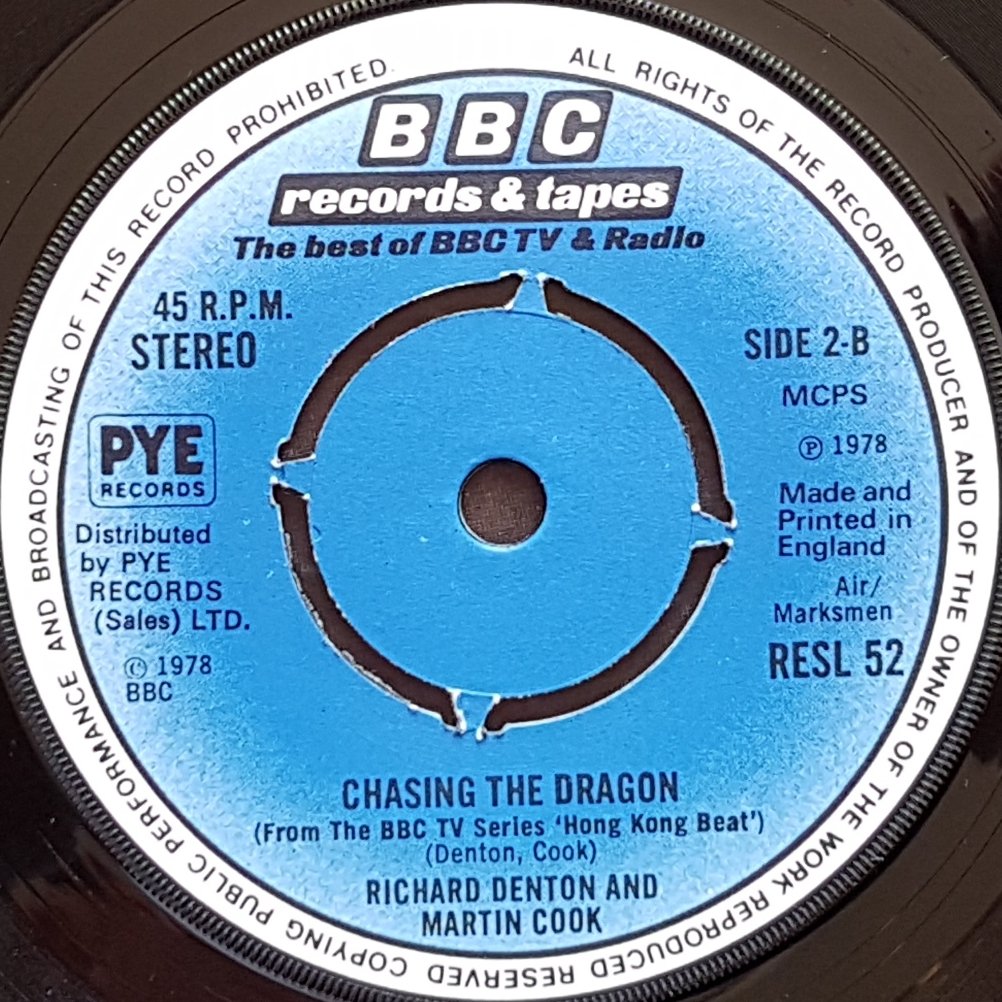 ALL RIGHTS OF THE RECORD PRODUCER AND OF THE OWNER OF THE WORK REPRODUCED RESERVED COPYING PUBLIC PERFORMANCE AND BROADCASTING OF THIS RECORD PROHIBITED.
BBC
records & tapes
The best of BBC TV & Radio
45 R.P.M.
STEREO
PYE
RECORDS
Distributed
by PYE
RECORDS
(Sales) LTD.
© 1978
BBC
SIDE 2-B
MCPS
℗ 1978
Made and
Printed in
England
Air/
Marksmen
RESL 52
CHASING THE DRAGON
(From The BBC TV Series ‘Hong Kong Beat’)
(Denton, Cook)
RICHARD DENTON AND
MARTIN COOK